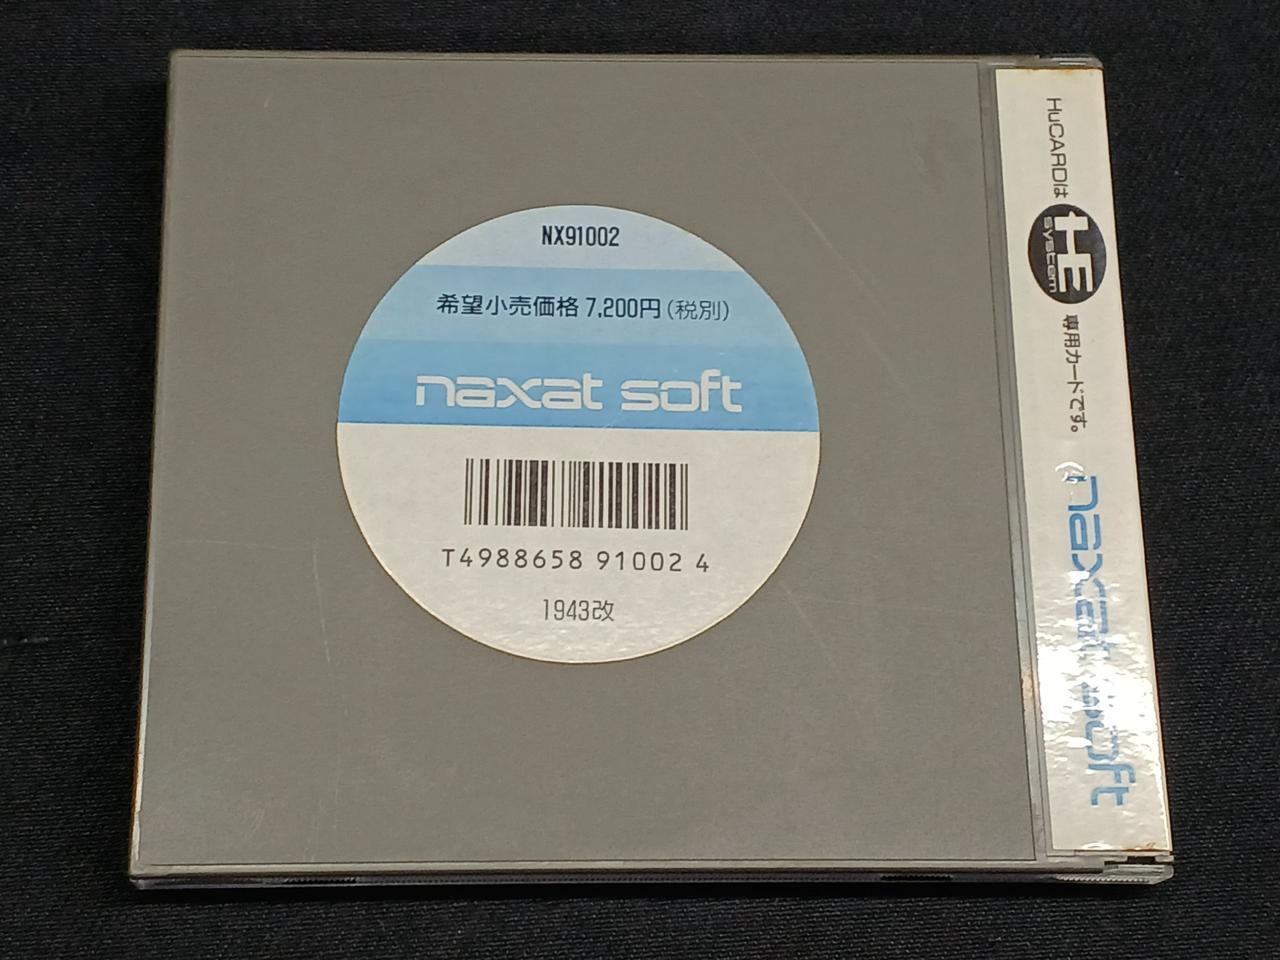 NX91002
希望小売価格 7,200円(税別)
naxat soft
T4988658 91002 4
1943改
HuCARDは
HE
system
専用カードです。
naxat soft